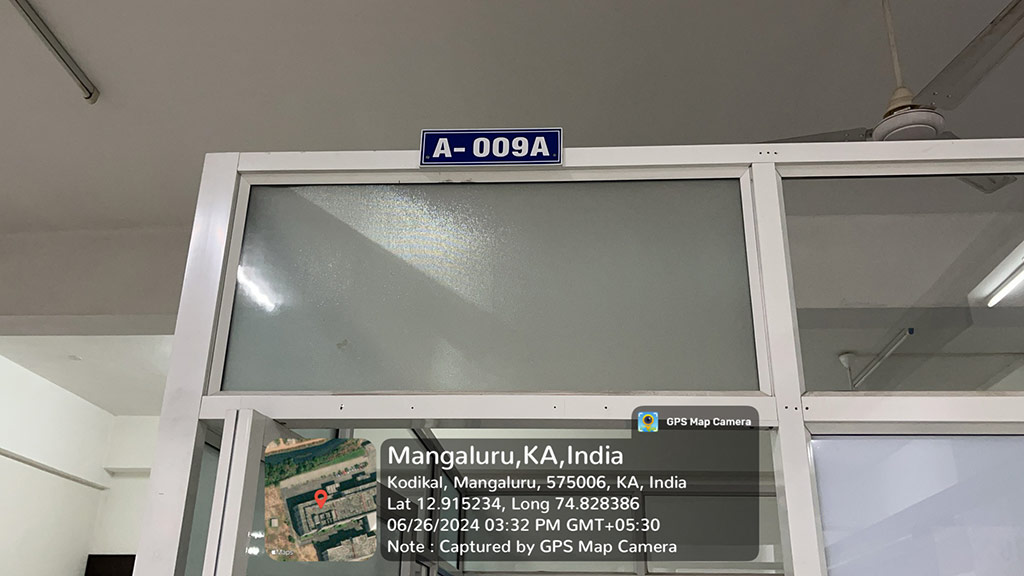 A- 009A
GPS Map Camera
Mangaluru,KA,India
Kodikal, Mangaluru, 575006, KA, India
Lat 12.915234, Long 74.828386
06/26/2024 03:32 PM GMT+05:30
Note : Captured by GPS Map Camera
Maps